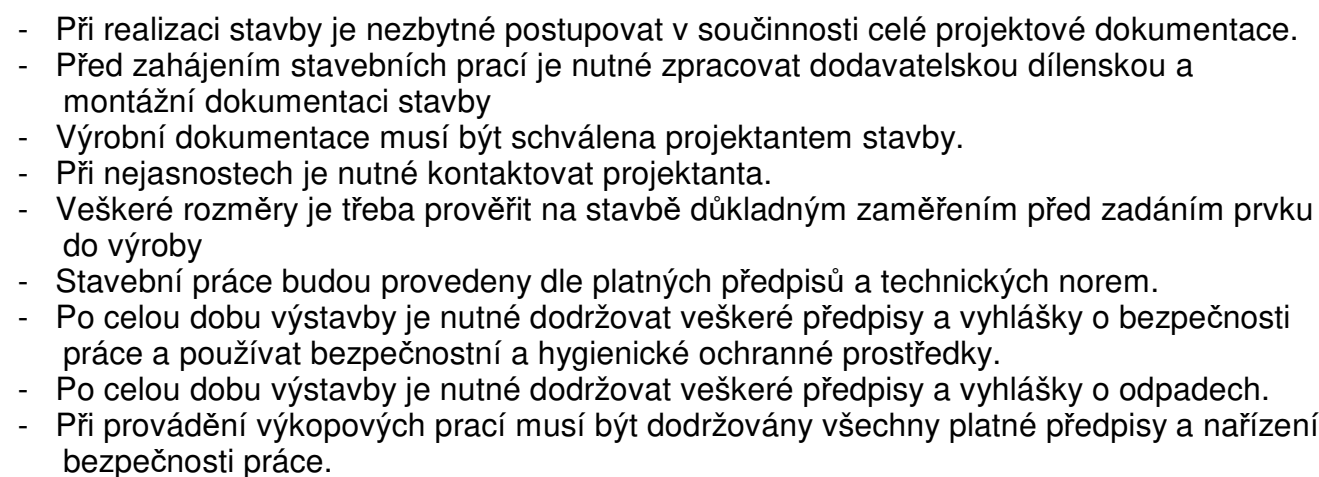 - Při realizaci stavby je nezbytné postupovat v součinnosti celé projektové dokumentace.
- Před zahájením stavebních prací je nutné zpracovat dodavatelskou dílenskou a
montážní dokumentaci stavby
- Výrobní dokumentace musí být schválena projektantem stavby.
- Při nejasnostech je nutné kontaktovat projektanta.
- Veškeré rozměry je třeba prověřit na stavbě důkladným zaměřením před zadáním prvku
do výroby
- Stavební práce budou provedeny dle platných předpisů a technických norem.
- Po celou dobu výstavby je nutné dodržovat veškeré předpisy a vyhlášky o bezpečnosti
práce a používat bezpečnostní a hygienické ochranné prostředky.
- Po celou dobu výstavby je nutné dodržovat veškeré předpisy a vyhlášky o odpadech.
- Při provádění výkopových prací musí být dodržovány všechny platné předpisy a nařízení
bezpečnosti práce.